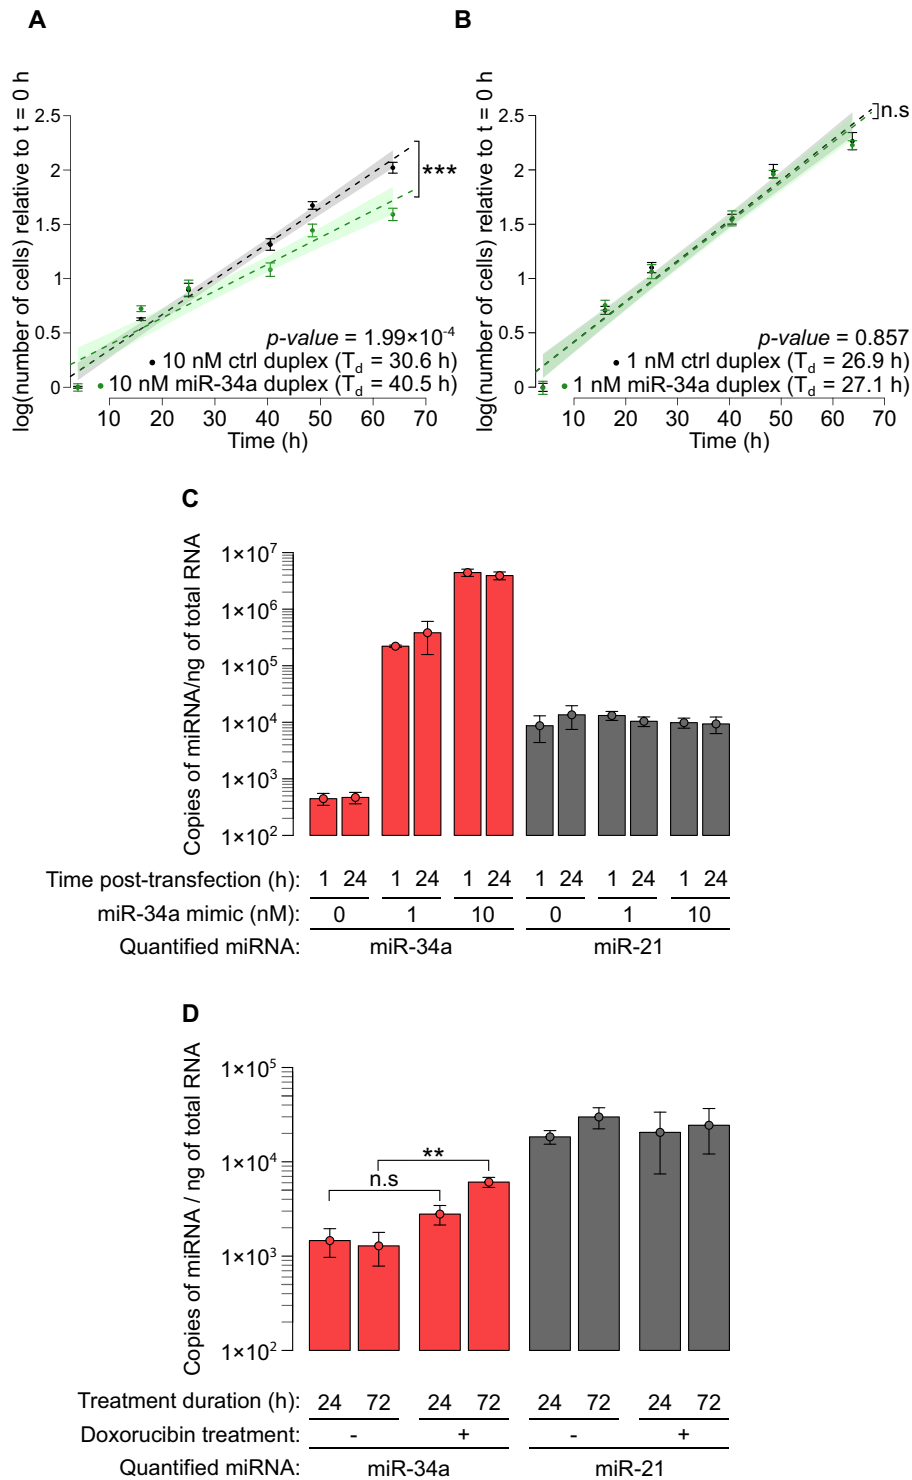 A
log(number of cells) relative to t = 0 h
2.5
2
1.5
1
0.5
0
***
p-value = 1.99×10⁻⁴
10 nM ctrl duplex (Td = 30.6 h)
10 nM miR-34a duplex (Td = 40.5 h)
10 20 30 40 50 60 70
Time (h)
B
log(number of cells) relative to t = 0 h
2.5
2
1.5
1
0.5
0
n.s
p-value = 0.857
1 nM ctrl duplex (Td = 26.9 h)
1 nM miR-34a duplex (Td = 27.1 h)
10 20 30 40 50 60 70
Time (h)
C
Copies of miRNA/ng of total RNA
1×10⁷
1×10⁶
1×10⁵
1×10⁴
1×10³
1×10²
Time post-transfection (h): 1 24 1 24 1 24 1 24 1 24 1 24
miR-34a mimic (nM): 0 1 10 0 1 10
Quantified miRNA: miR-34a miR-21
D
Copies of miRNA / ng of total RNA
1×10⁵
1×10⁴
1×10³
1×10²
**
n.s
Treatment duration (h): 24 72 24 72 24 72 24 72
Doxorucibin treatment: - + - +
Quantified miRNA: miR-34a miR-21